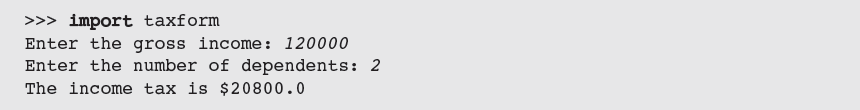 >>> import taxform
Enter the gross income: 120000
Enter the number of dependents: 2
The income tax is $20800.0